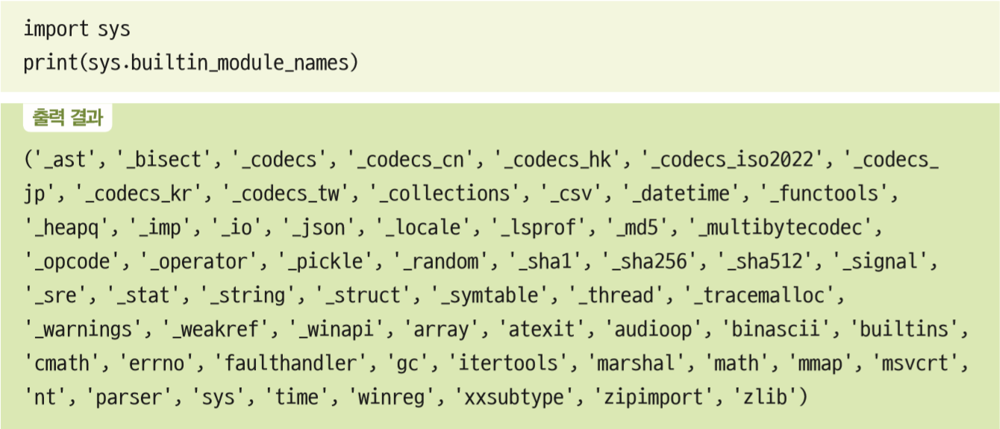 import sys
print(sys.builtin_module_names)
출력 결과
('_ast', '_bisect', '_codecs', '_codecs_cn', '_codecs_hk', '_codecs_iso2022', '_codecs_
jp', '_codecs_kr', '_codecs_tw', '_collections', '_csv', '_datetime', '_functools',
'_heapq', '_imp', '_io', '_json', '_locale', '_lsprof', '_md5', '_multibytecodec',
'_opcode', '_operator', '_pickle', '_random', '_sha1', '_sha256', '_sha512', '_signal',
'_sre', '_stat', '_string', '_struct', '_symtable', '_thread', '_tracemalloc',
'_warnings', '_weakref', '_winapi', 'array', 'atexit', 'audioop', 'binascii', 'builtins',
'cmath', 'errno', 'faulthandler', 'gc', 'itertools', 'marshal', 'math', 'mmap', 'msvcrt',
'nt', 'parser', 'sys', 'time', 'winreg', 'xxsubtype', 'zipimport', 'zlib')